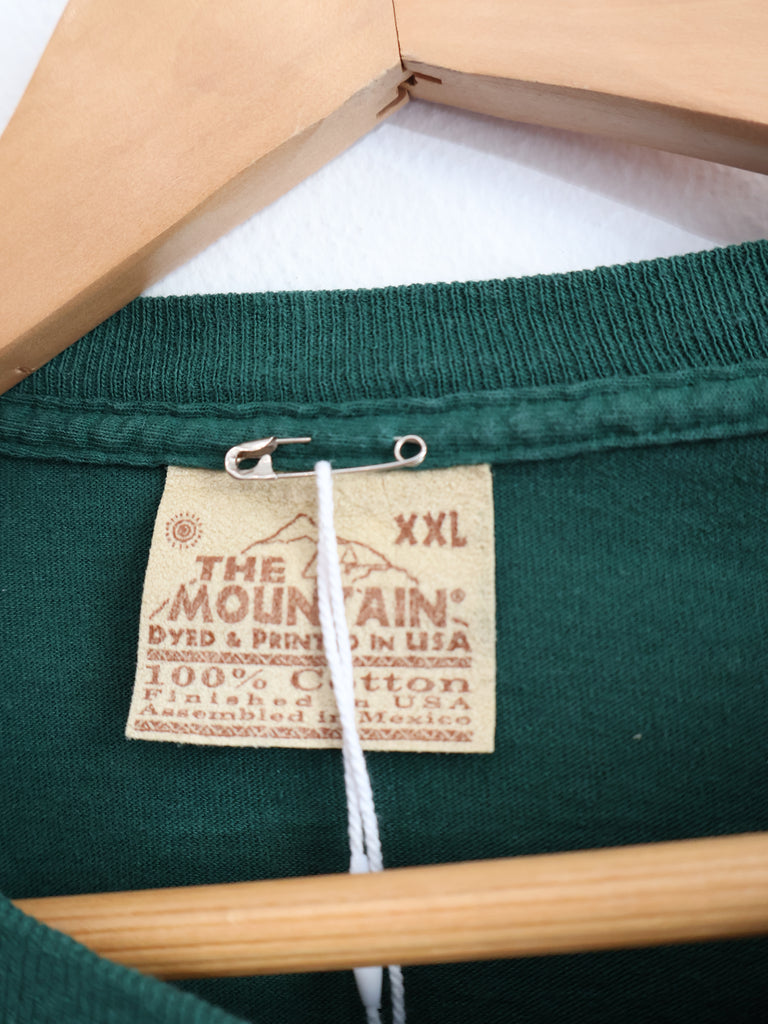 XXL
THE
MOUNTAIN®
DYED & PRINTED IN USA
100% Cotton
Finished in USA
Assembled in Mexico